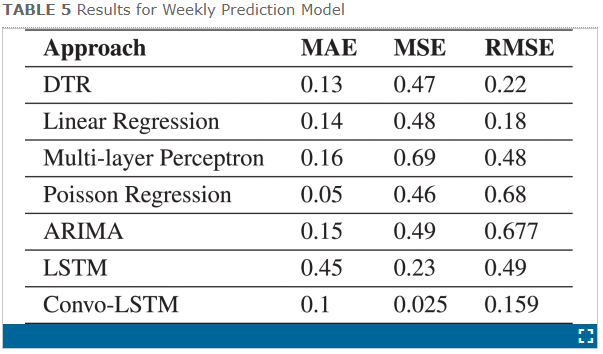 TABLE 5 Results for Weekly Prediction Model
Approach MAE MSE RMSE
DTR 0.13 0.47 0.22
Linear Regression 0.14 0.48 0.18
Multi-layer Perceptron 0.16 0.69 0.48
Poisson Regression 0.05 0.46 0.68
ARIMA 0.15 0.49 0.677
LSTM 0.45 0.23 0.49
Convo-LSTM 0.1 0.025 0.159